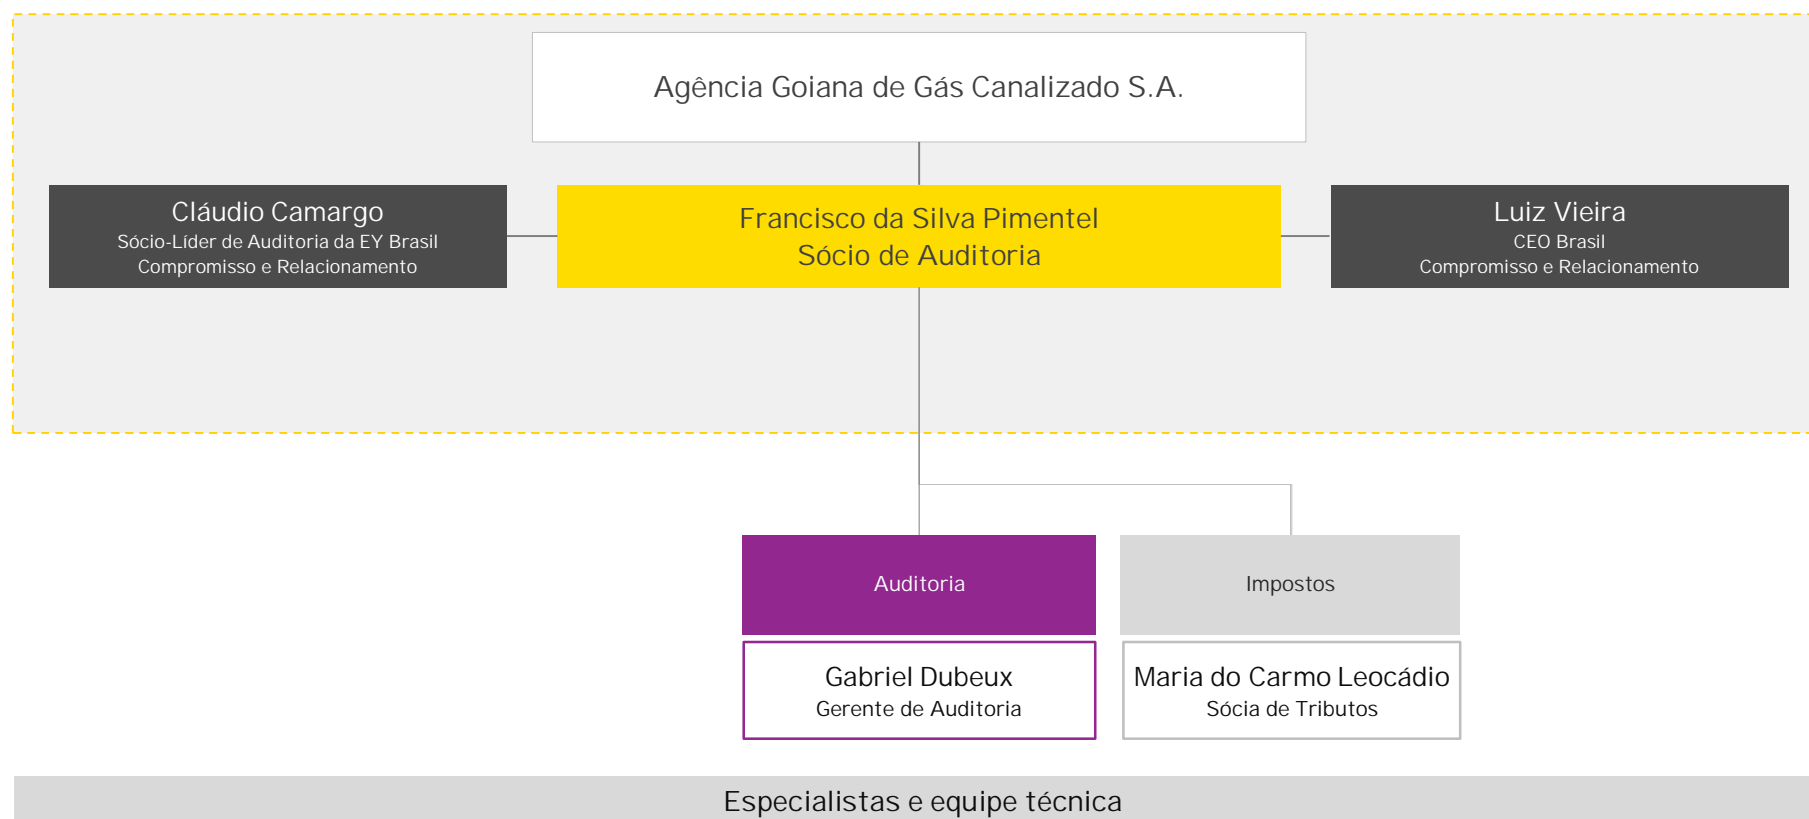 Agência Goiana de Gás Canalizado S.A.
Cláudio Camargo
Sócio-Líder de Auditoria da EY Brasil
Compromisso e Relacionamento
Francisco da Silva Pimentel
Sócio de Auditoria
Luiz Vieira
CEO Brasil
Compromisso e Relacionamento
Auditoria
Impostos
Gabriel Dubeux
Gerente de Auditoria
Maria do Carmo Leocádio
Sócia de Tributos
Especialistas e equipe técnica